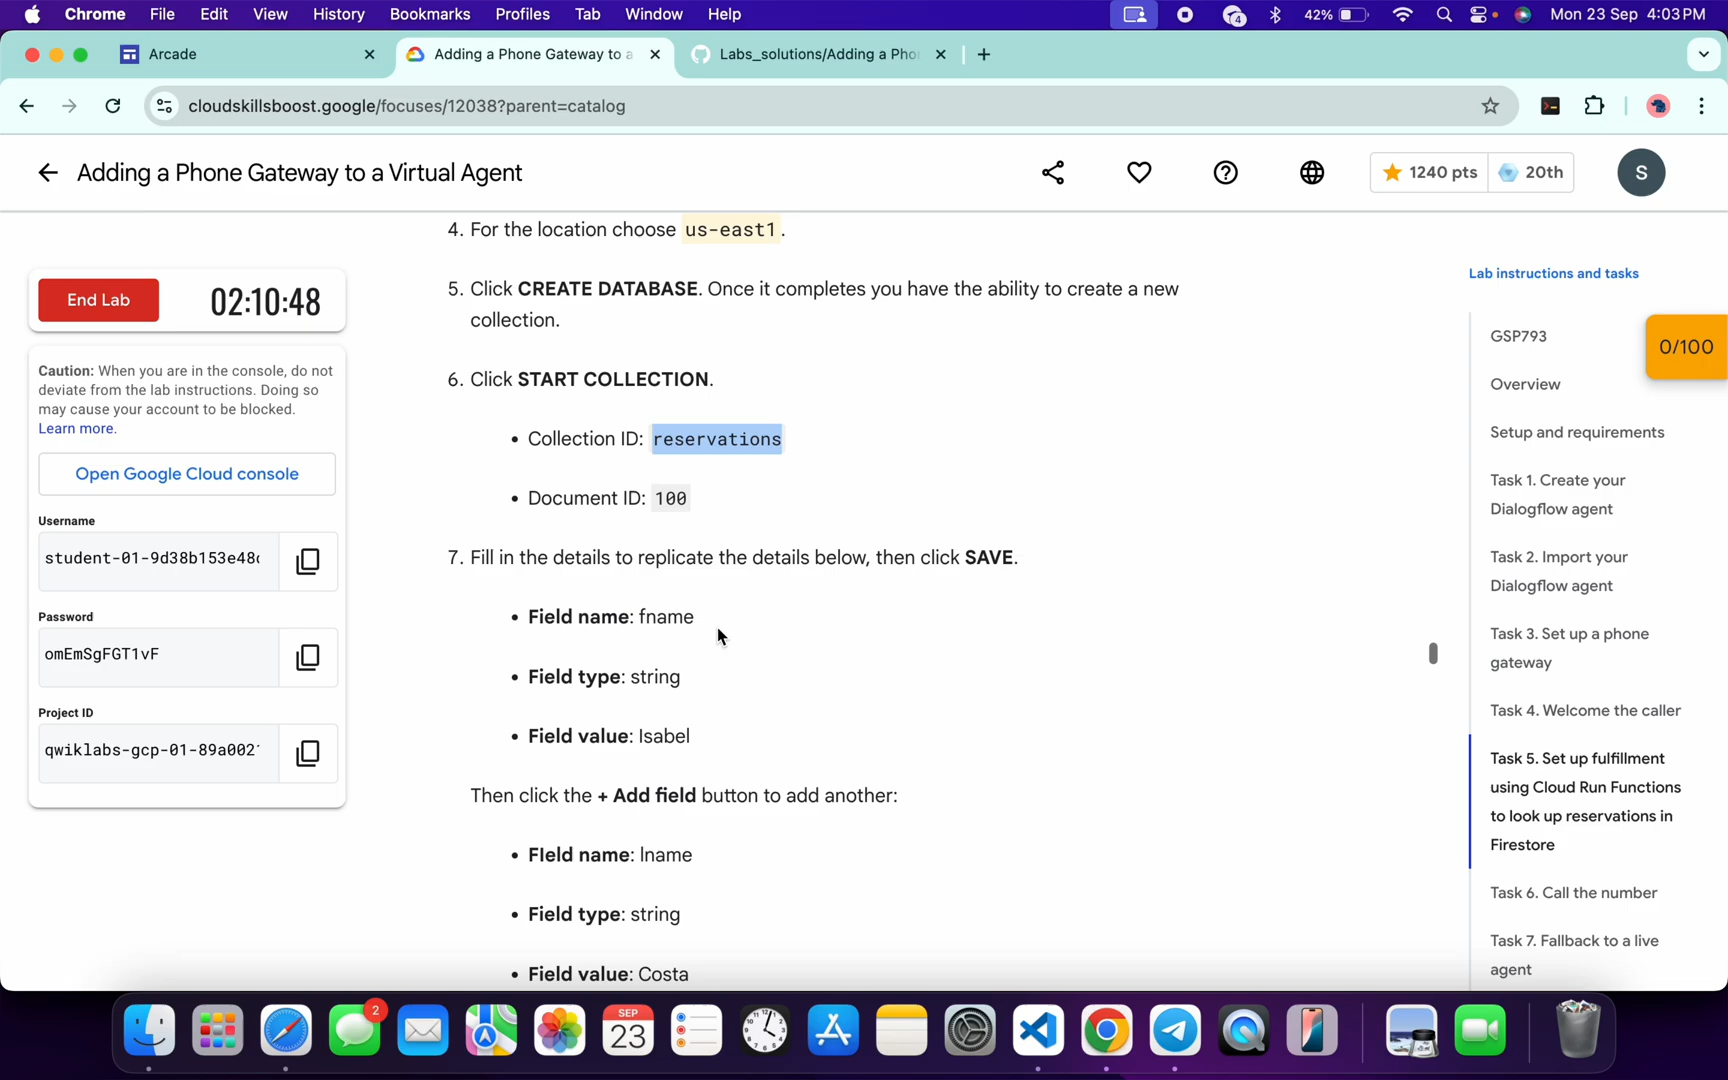 Chrome File Edit View History Bookmarks Profiles Tab Window Help 4 42% Mon 23 Sep 4:03 PM
Arcade
Adding a Phone Gateway to a
Labs_solutions/Adding a Pho
cloudskillsboost.google/focuses/12038?parent=catalog
Adding a Phone Gateway to a Virtual Agent
1240 pts
20th
S
End Lab
02:10:48
Caution: When you are in the console, do not
deviate from the lab instructions. Doing so
may cause your account to be blocked.
Learn more.
Open Google Cloud console
Username
student-01-9d38b153e48
Password
omEmSgFGT1vF
Project ID
qwiklabs-gcp-01-89a002
4. For the location choose us-east1.
5. Click CREATE DATABASE. Once it completes you have the ability to create a new
collection.
6. Click START COLLECTION.
• Collection ID: reservations
• Document ID: 100
7. Fill in the details to replicate the details below, then click SAVE.
• Field name: fname
• Field type: string
• Field value: Isabel
Then click the + Add field button to add another:
• FIeld name: lname
• Field type: string
• Field value: Costa
Lab instructions and tasks
GSP793
0/100
Overview
Setup and requirements
Task 1. Create your
Dialogflow agent
Task 2. Import your
Dialogflow agent
Task 3. Set up a phone
gateway
Task 4. Welcome the caller
Task 5. Set up fulfillment
using Cloud Run Functions
to look up reservations in
Firestore
Task 6. Call the number
Task 7. Fallback to a live
agent
2
SEP
23